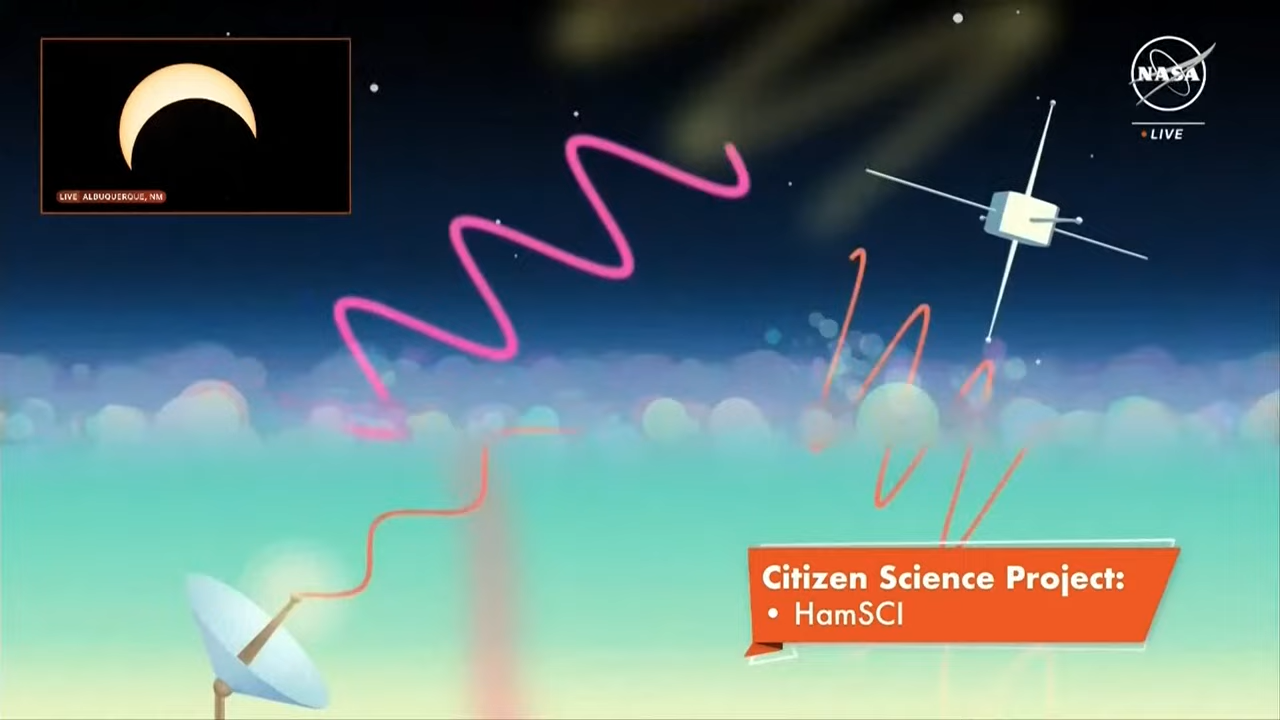 NASA
LIVE
LIVE ALBUQUERQUE, NM
Citizen Science Project:
• HamSCI